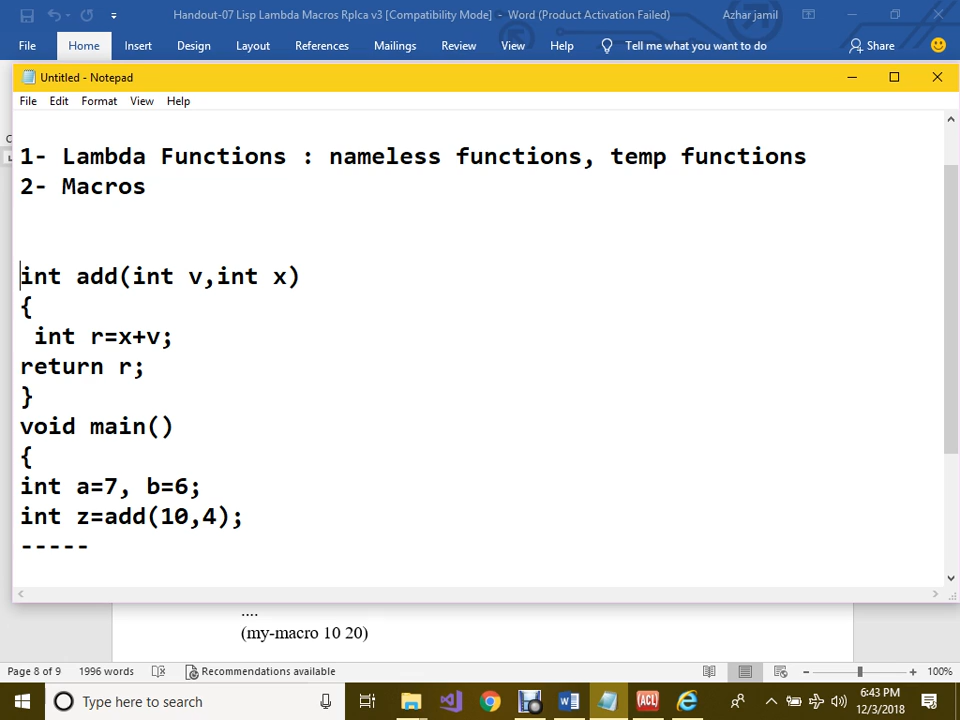 Handout-07 Lisp Lambda Macros Rplca v3 [Compatibility Mode] - Word (Product Activation Failed)
Azhar jamil
File Home Insert Design Layout References Mailings Review View Help Tell me what you want to do Share
Untitled - Notepad
File Edit Format View Help
1- Lambda Functions : nameless functions, temp functions
2- Macros
int add(int v,int x)
{
int r=x+v;
return r;
}
void main()
{
int a=7, b=6;
int z=add(10,4);
-----
....
(my-macro 10 20)
Page 8 of 9 1996 words Recommendations available 100%
Type here to search
ACL
6:43 PM
12/3/2018